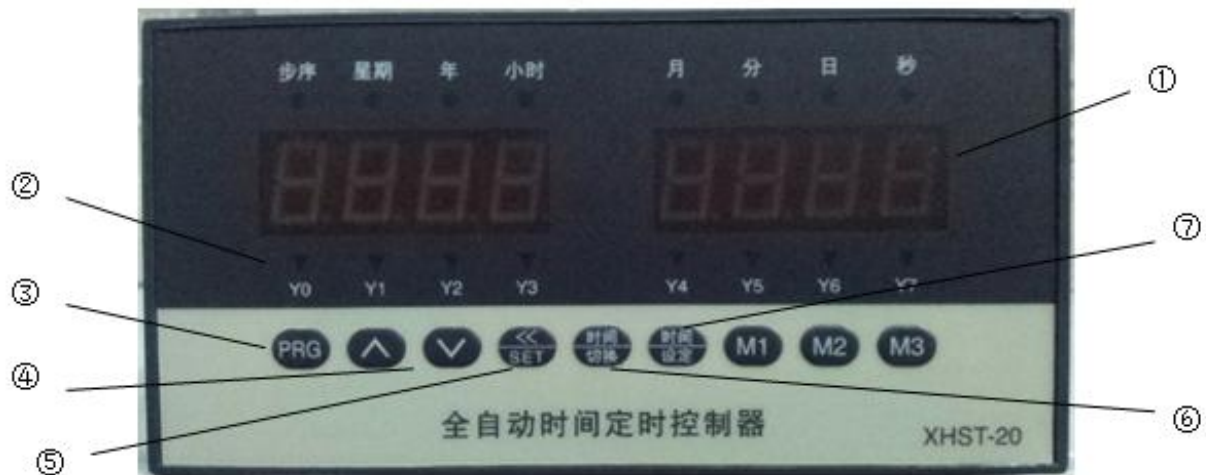 步序 星期 年 小时 月 分 日 秒
①
②
⑦
Y0 Y1 Y2 Y3 Y4 Y5 Y6 Y7
③
PRG << SET 时间 切换 时间 设定 M1 M2 M3
④
全自动时间定时控制器
⑥
XHST-20
⑤